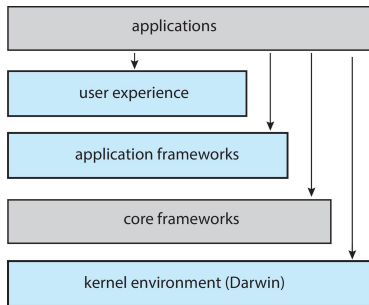 applications
user experience
application frameworks
core frameworks
kernel environment (Darwin)